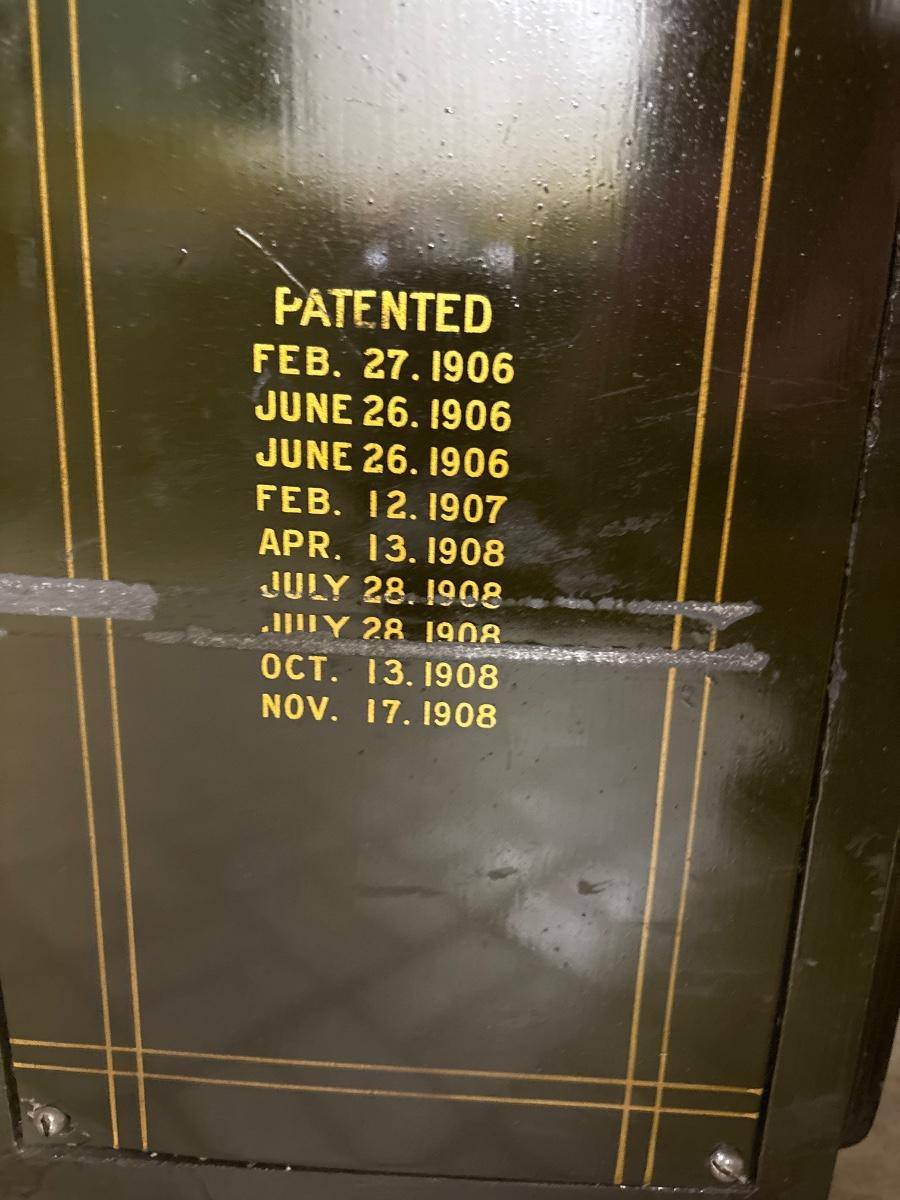 PATENTED
FEB. 27. 1906
JUNE 26. 1906
JUNE 26. 1906
FEB. 12. 1907
APR. 13. 1908
JULY 28. 1908
JULY 28 1908
OCT. 13. 1908
NOV. 17. 1908